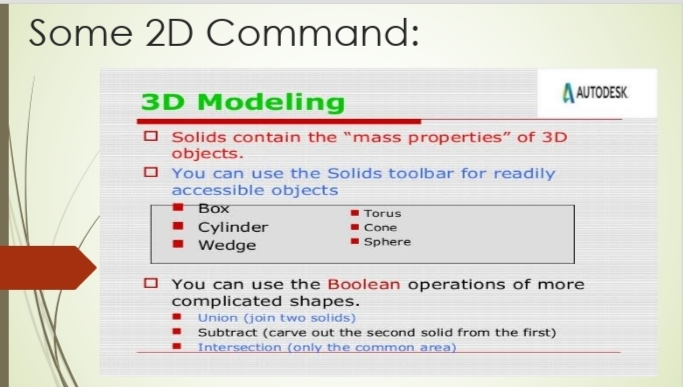 Some 2D Command:
AUTODESK
3D Modeling
Solids contain the “mass properties” of 3D
objects.
You can use the Solids toolbar for readily
accessible objects
Box
Cylinder
Wedge
Torus
Cone
Sphere
You can use the Boolean operations of more
complicated shapes.
Union (join two solids)
Subtract (carve out the second solid from the first)
Intersection (only the common area)